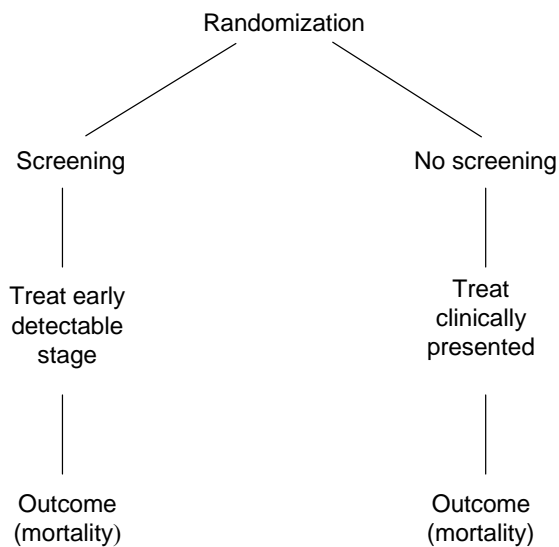 Randomization
Screening
No screening
Treat early
detectable
stage
Treat
clinically
presented
Outcome
(mortality)
Outcome
(mortality)